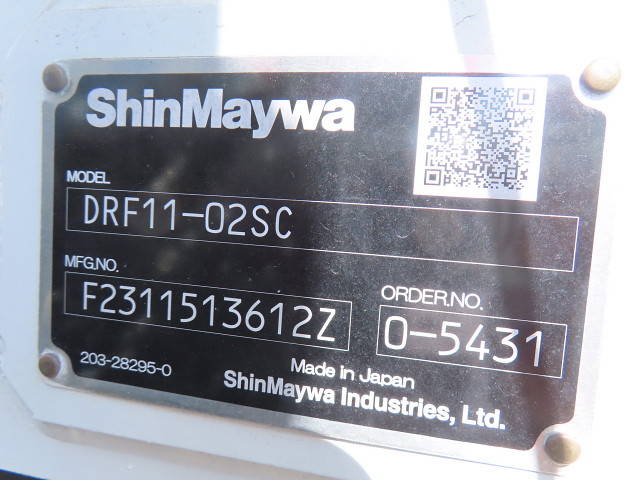 ShinMaywa
MODEL
DRF11-02SC
MFG.NO.
F2311513612Z
ORDER.NO.
0-5431
203-28295-0
Made in Japan
ShinMaywa Industries, Ltd.